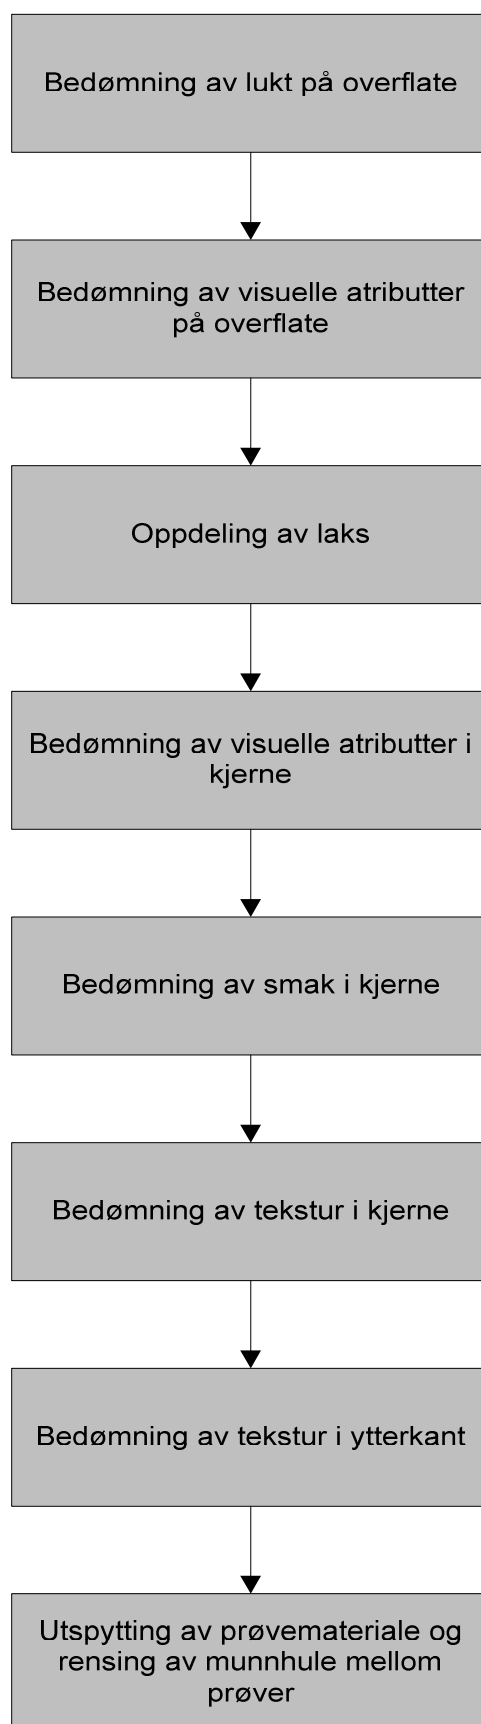 Bedømning av lukt på overflate
Bedømning av visuelle atributter
på overflate
Oppdeling av laks
Bedømning av visuelle atributter i
kjerne
Bedømning av smak i kjerne
Bedømning av tekstur i kjerne
Bedømning av tekstur i ytterkant
Utspytting av prøvemateriale og
rensing av munnhule mellom
prøver